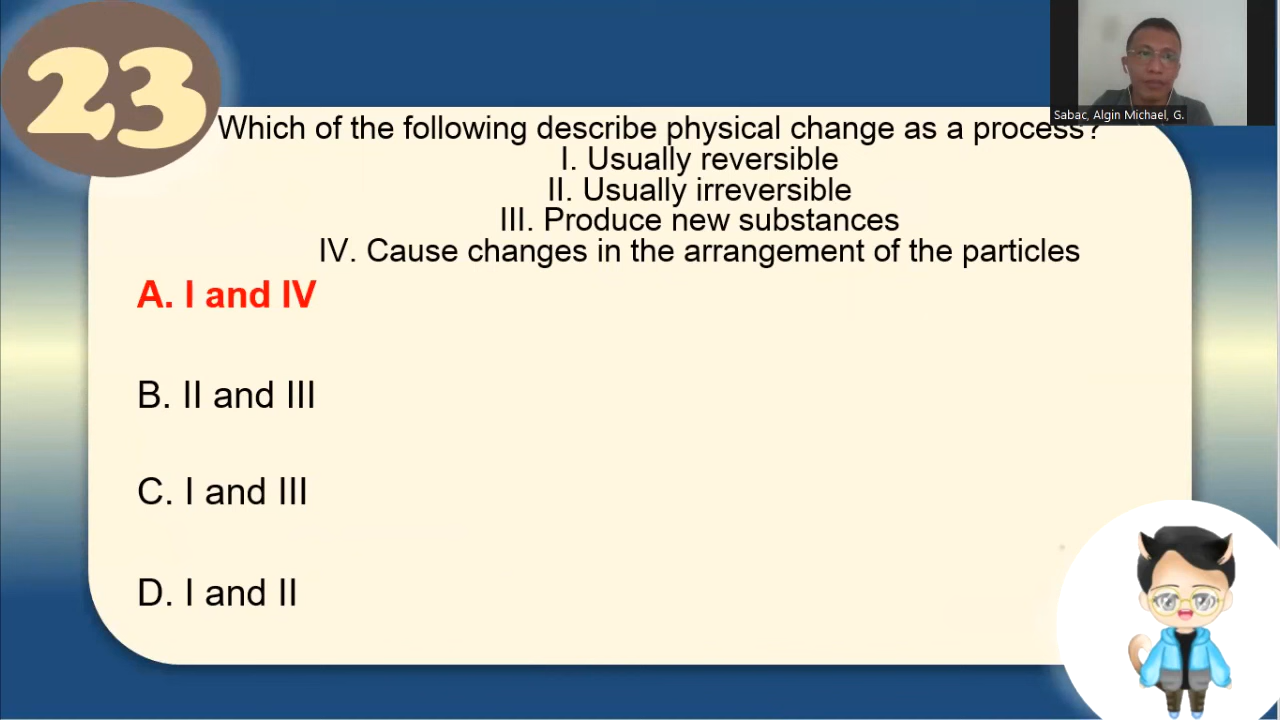 23
Sabac, Algin Michael, G.
Which of the following describe physical change as a process?
I. Usually reversible
II. Usually irreversible
III. Produce new substances
IV. Cause changes in the arrangement of the particles
A. I and IV
B. II and III
C. I and III
D. I and II